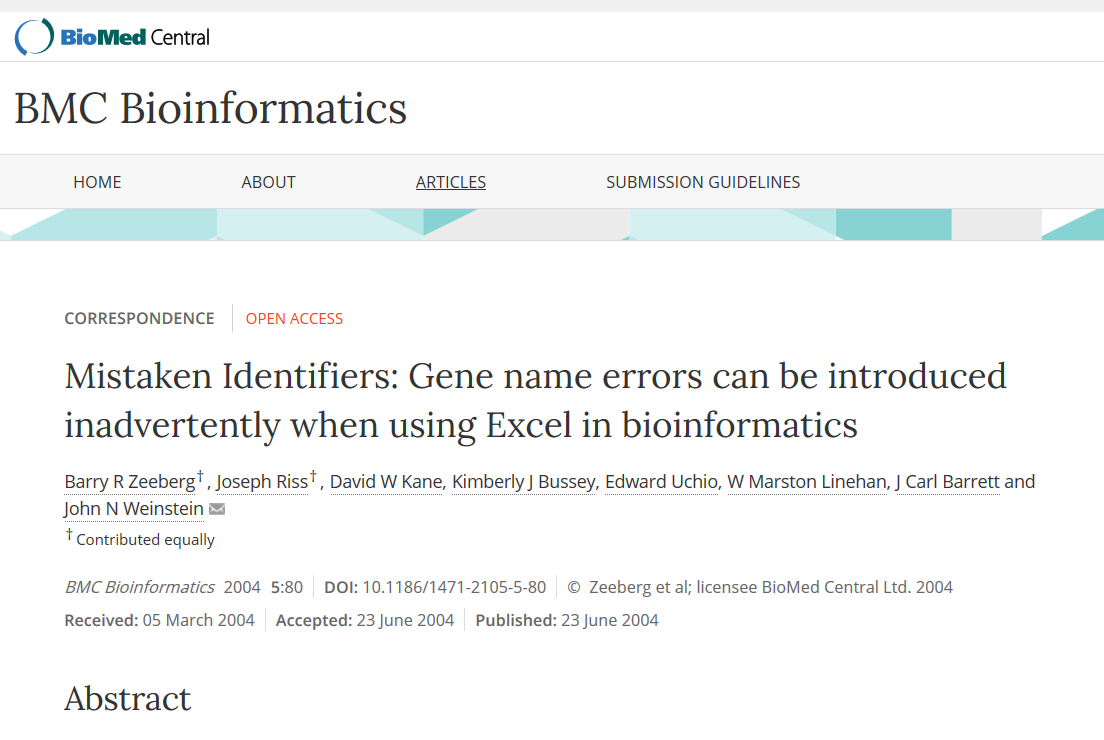 BioMed Central
BMC Bioinformatics
HOME ABOUT ARTICLES SUBMISSION GUIDELINES
CORRESPONDENCE OPEN ACCESS
Mistaken Identifiers: Gene name errors can be introduced
inadvertently when using Excel in bioinformatics
Barry R Zeeberg†, Joseph Riss†, David W Kane, Kimberly J Bussey, Edward Uchio, W Marston Linehan, J Carl Barrett and
John N Weinstein
† Contributed equally
BMC Bioinformatics 2004 5:80 DOI: 10.1186/1471-2105-5-80 © Zeeberg et al; licensee BioMed Central Ltd. 2004
Received: 05 March 2004 Accepted: 23 June 2004 Published: 23 June 2004
Abstract